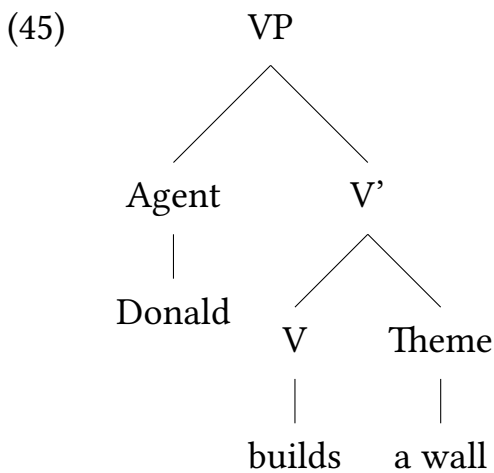 (45) VP
Agent V’
Donald
V Theme
builds a wall